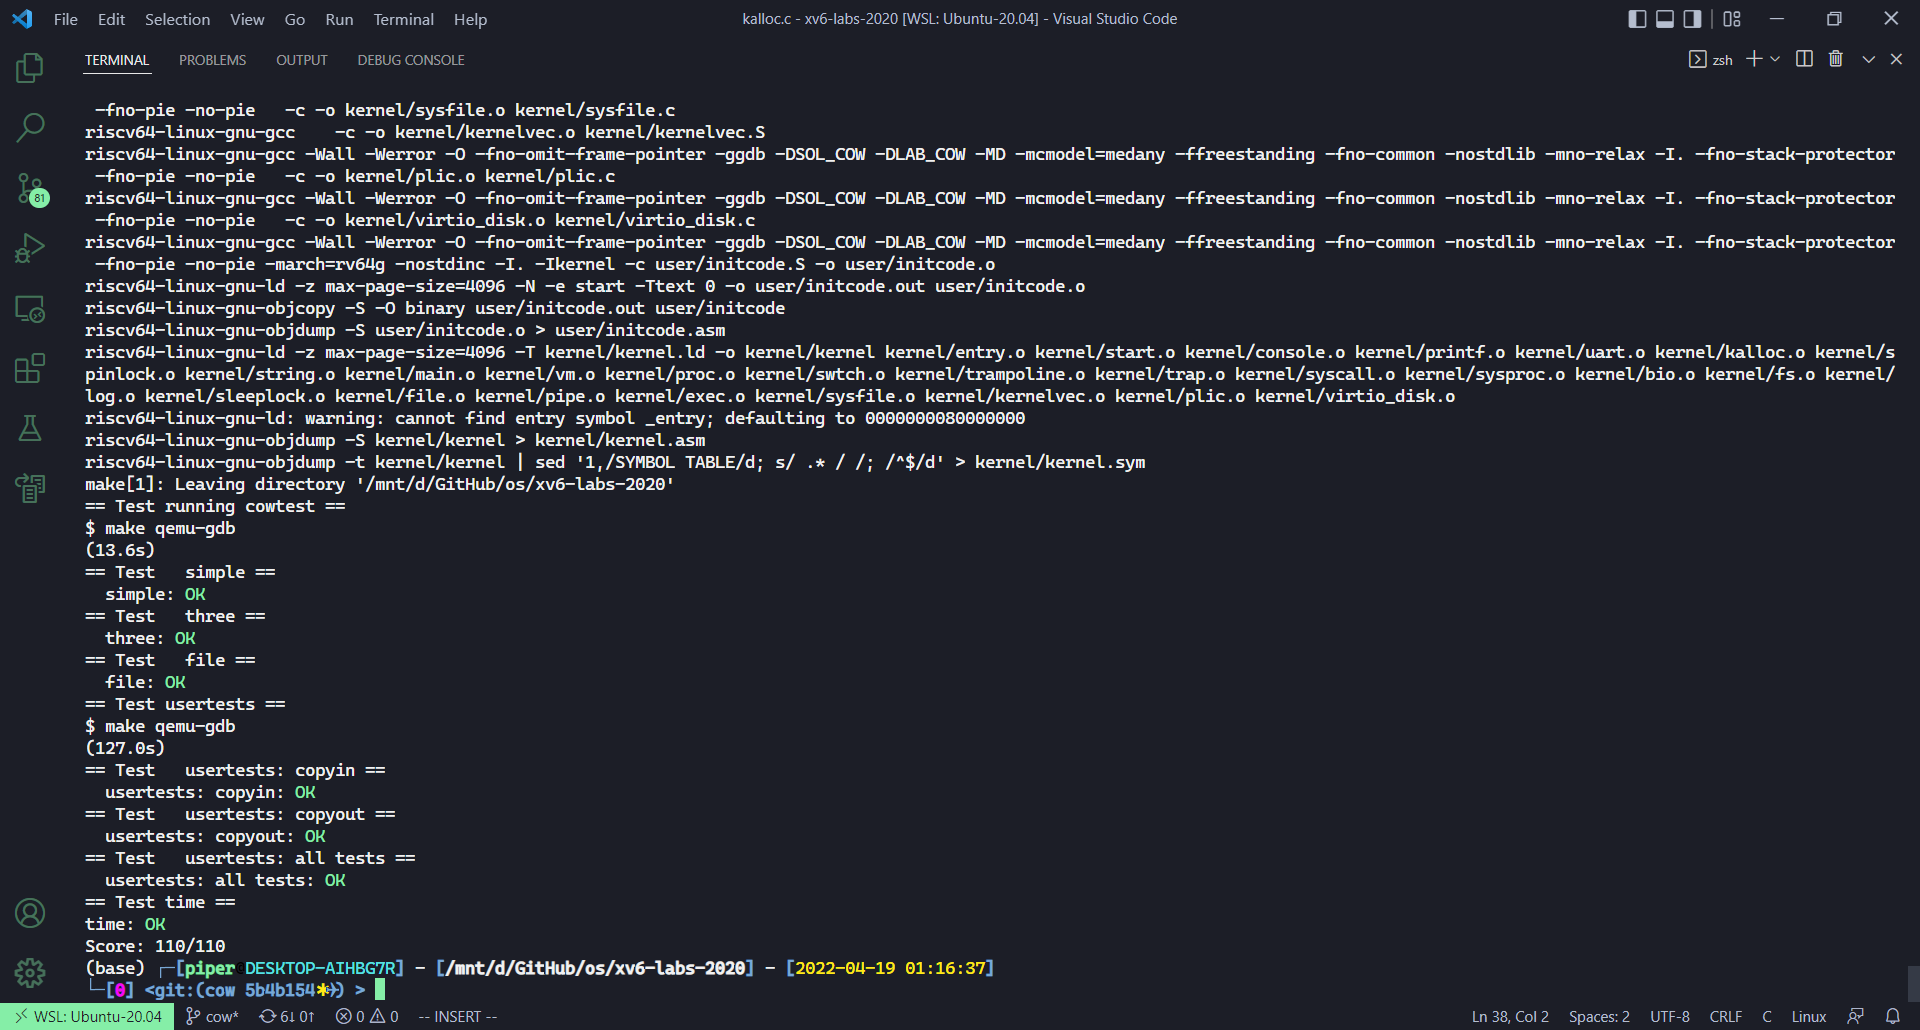 File Edit Selection View Go Run Terminal Help
kalloc.c - xv6-labs-2020 [WSL: Ubuntu-20.04] - Visual Studio Code
TERMINAL PROBLEMS OUTPUT DEBUG CONSOLE
zsh
 -fno-pie -no-pie   -c -o kernel/sysfile.o kernel/sysfile.c
riscv64-linux-gnu-gcc    -c -o kernel/kernelvec.o kernel/kernelvec.S
riscv64-linux-gnu-gcc -Wall -Werror -O -fno-omit-frame-pointer -ggdb -DSOL_COW -DLAB_COW -MD -mcmodel=medany -ffreestanding -fno-common -nostdlib -mno-relax -I. -fno-stack-protector
 -fno-pie -no-pie   -c -o kernel/plic.o kernel/plic.c
riscv64-linux-gnu-gcc -Wall -Werror -O -fno-omit-frame-pointer -ggdb -DSOL_COW -DLAB_COW -MD -mcmodel=medany -ffreestanding -fno-common -nostdlib -mno-relax -I. -fno-stack-protector
 -fno-pie -no-pie   -c -o kernel/virtio_disk.o kernel/virtio_disk.c
riscv64-linux-gnu-gcc -Wall -Werror -O -fno-omit-frame-pointer -ggdb -DSOL_COW -DLAB_COW -MD -mcmodel=medany -ffreestanding -fno-common -nostdlib -mno-relax -I. -fno-stack-protector
 -fno-pie -no-pie -march=rv64g -nostdinc -I. -Ikernel -c user/initcode.S -o user/initcode.o
riscv64-linux-gnu-ld -z max-page-size=4096 -N -e start -Ttext 0 -o user/initcode.out user/initcode.o
riscv64-linux-gnu-objcopy -S -O binary user/initcode.out user/initcode
riscv64-linux-gnu-objdump -S user/initcode.o > user/initcode.asm
riscv64-linux-gnu-ld -z max-page-size=4096 -T kernel/kernel.ld -o kernel/kernel kernel/entry.o kernel/start.o kernel/console.o kernel/printf.o kernel/uart.o kernel/kalloc.o kernel/s
pinlock.o kernel/string.o kernel/main.o kernel/vm.o kernel/proc.o kernel/swtch.o kernel/trampoline.o kernel/trap.o kernel/syscall.o kernel/sysproc.o kernel/bio.o kernel/fs.o kernel/
log.o kernel/sleeplock.o kernel/file.o kernel/pipe.o kernel/exec.o kernel/sysfile.o kernel/kernelvec.o kernel/plic.o kernel/virtio_disk.o
riscv64-linux-gnu-ld: warning: cannot find entry symbol _entry; defaulting to 0000000080000000
riscv64-linux-gnu-objdump -S kernel/kernel > kernel/kernel.asm
riscv64-linux-gnu-objdump -t kernel/kernel | sed '1,/SYMBOL TABLE/d; s/ .* / /; /^$/d' > kernel/kernel.sym
make[1]: Leaving directory '/mnt/d/GitHub/os/xv6-labs-2020'
== Test running cowtest ==
$ make qemu-gdb
(13.6s)
== Test   simple ==
  simple: OK
== Test   three ==
  three: OK
== Test   file ==
  file: OK
== Test usertests ==
$ make qemu-gdb
(127.0s)
== Test   usertests: copyin ==
  usertests: copyin: OK
== Test   usertests: copyout ==
  usertests: copyout: OK
== Test   usertests: all tests ==
  usertests: all tests: OK
== Test time ==
time: OK
Score: 110/110
(base) ┌─[piper@DESKTOP-AIHBG7R] - [/mnt/d/GitHub/os/xv6-labs-2020] - [2022-04-19 01:16:37]
└─[0] <git:(cow 5b4b154✱✈) >
81
WSL: Ubuntu-20.04 cow* 6↓ 0↑ 0 0 -- INSERT -- Ln 38, Col 2 Spaces: 2 UTF-8 CRLF C Linux